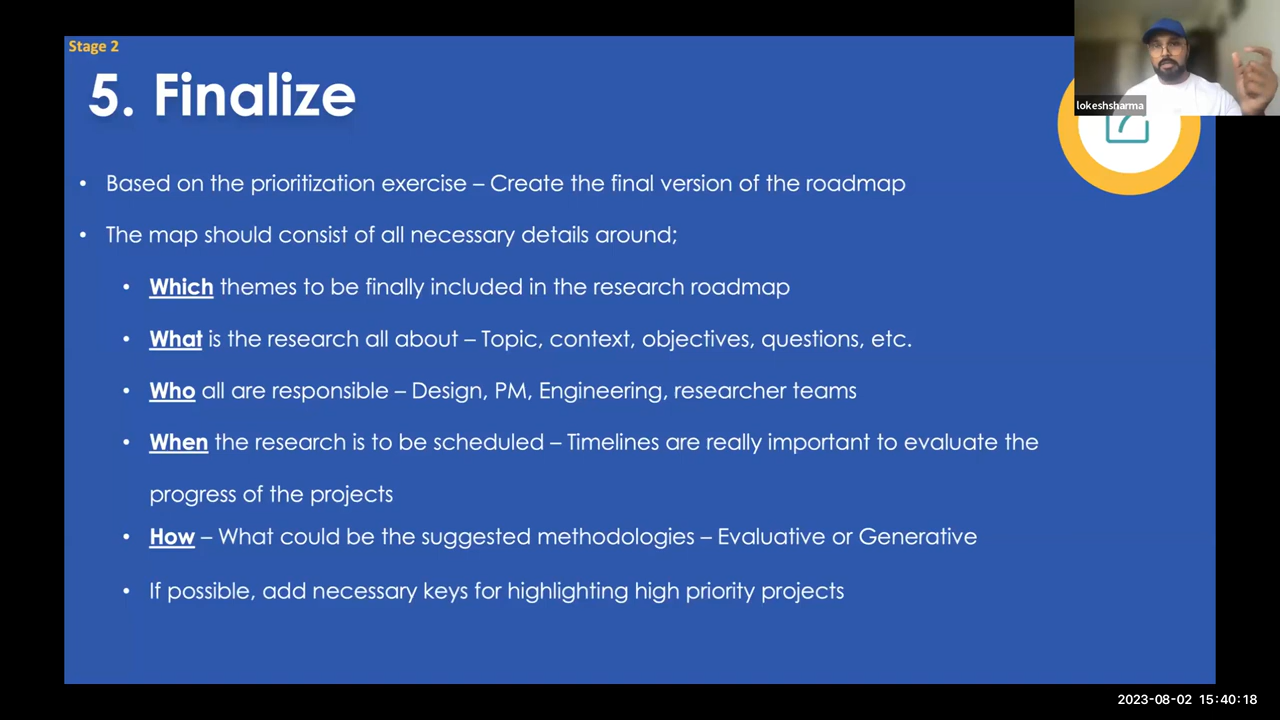 Stage 2
5. Finalize
lokeshsharma
• Based on the prioritization exercise – Create the final version of the roadmap
• The map should consist of all necessary details around;
• Which themes to be finally included in the research roadmap
• What is the research all about – Topic, context, objectives, questions, etc.
• Who all are responsible – Design, PM, Engineering, researcher teams
• When the research is to be scheduled – Timelines are really important to evaluate the
progress of the projects
• How – What could be the suggested methodologies – Evaluative or Generative
• If possible, add necessary keys for highlighting high priority projects
2023-08-02 15:40:18